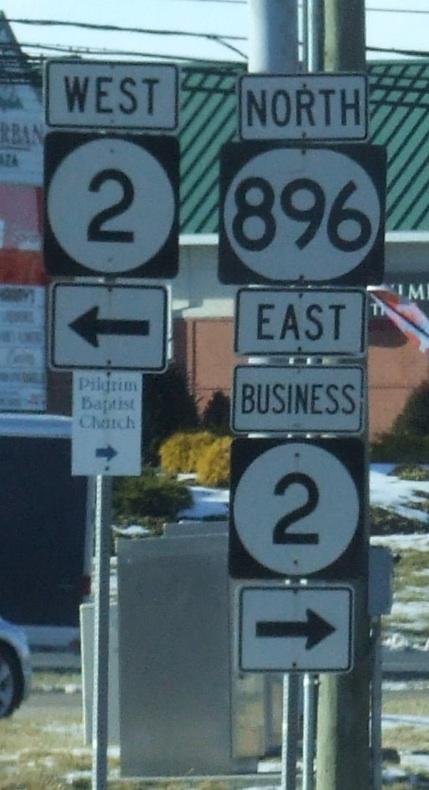 WEST
2
Pilgrim
Baptist
Church
NORTH
896
EAST
BUSINESS
2